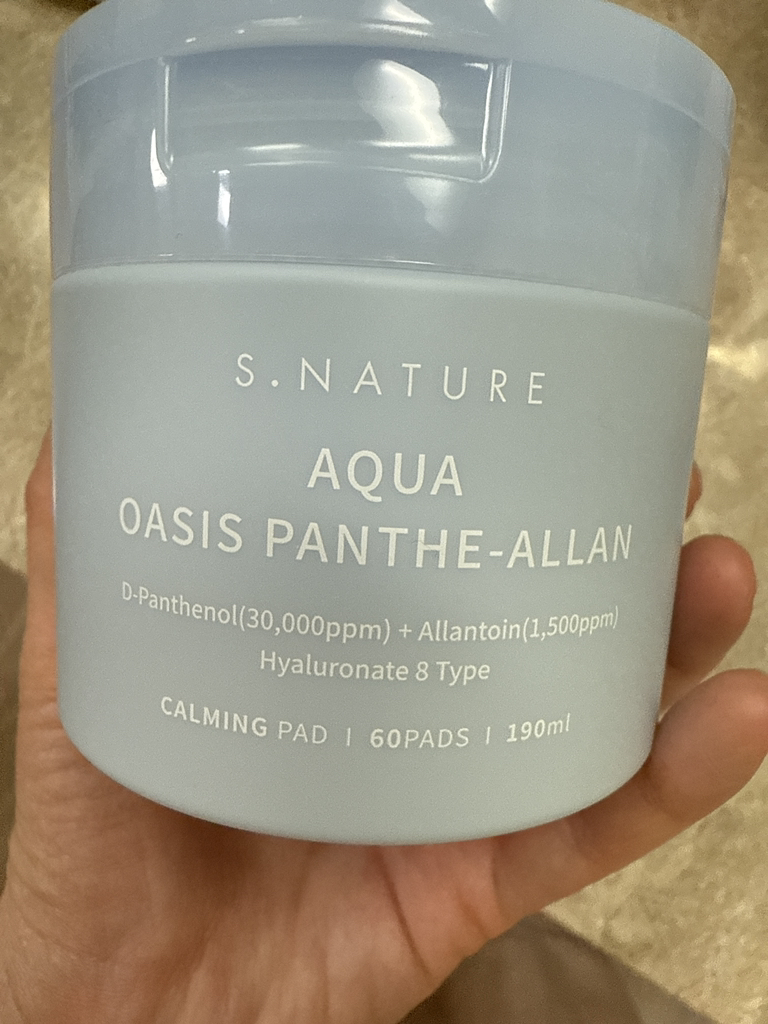 S.NATURE
AQUA
OASIS PANTHE-ALLAN
D-Panthenol(30,000ppm) + Allantoin(1,500ppm)
Hyaluronate 8 Type
CALMING PAD | 60PADS | 190ml